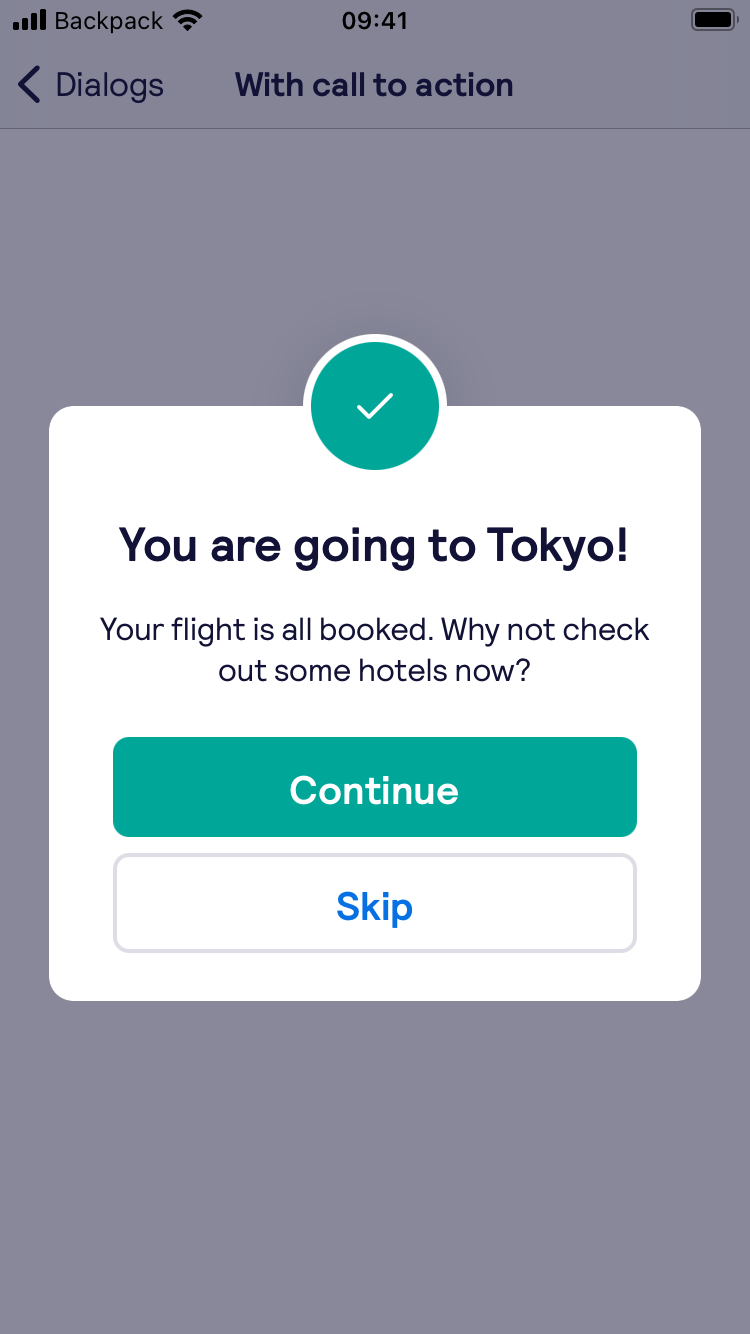 Backpack 09:41
Dialogs With call to action
You are going to Tokyo!
Your flight is all booked. Why not check
out some hotels now?
Continue
Skip